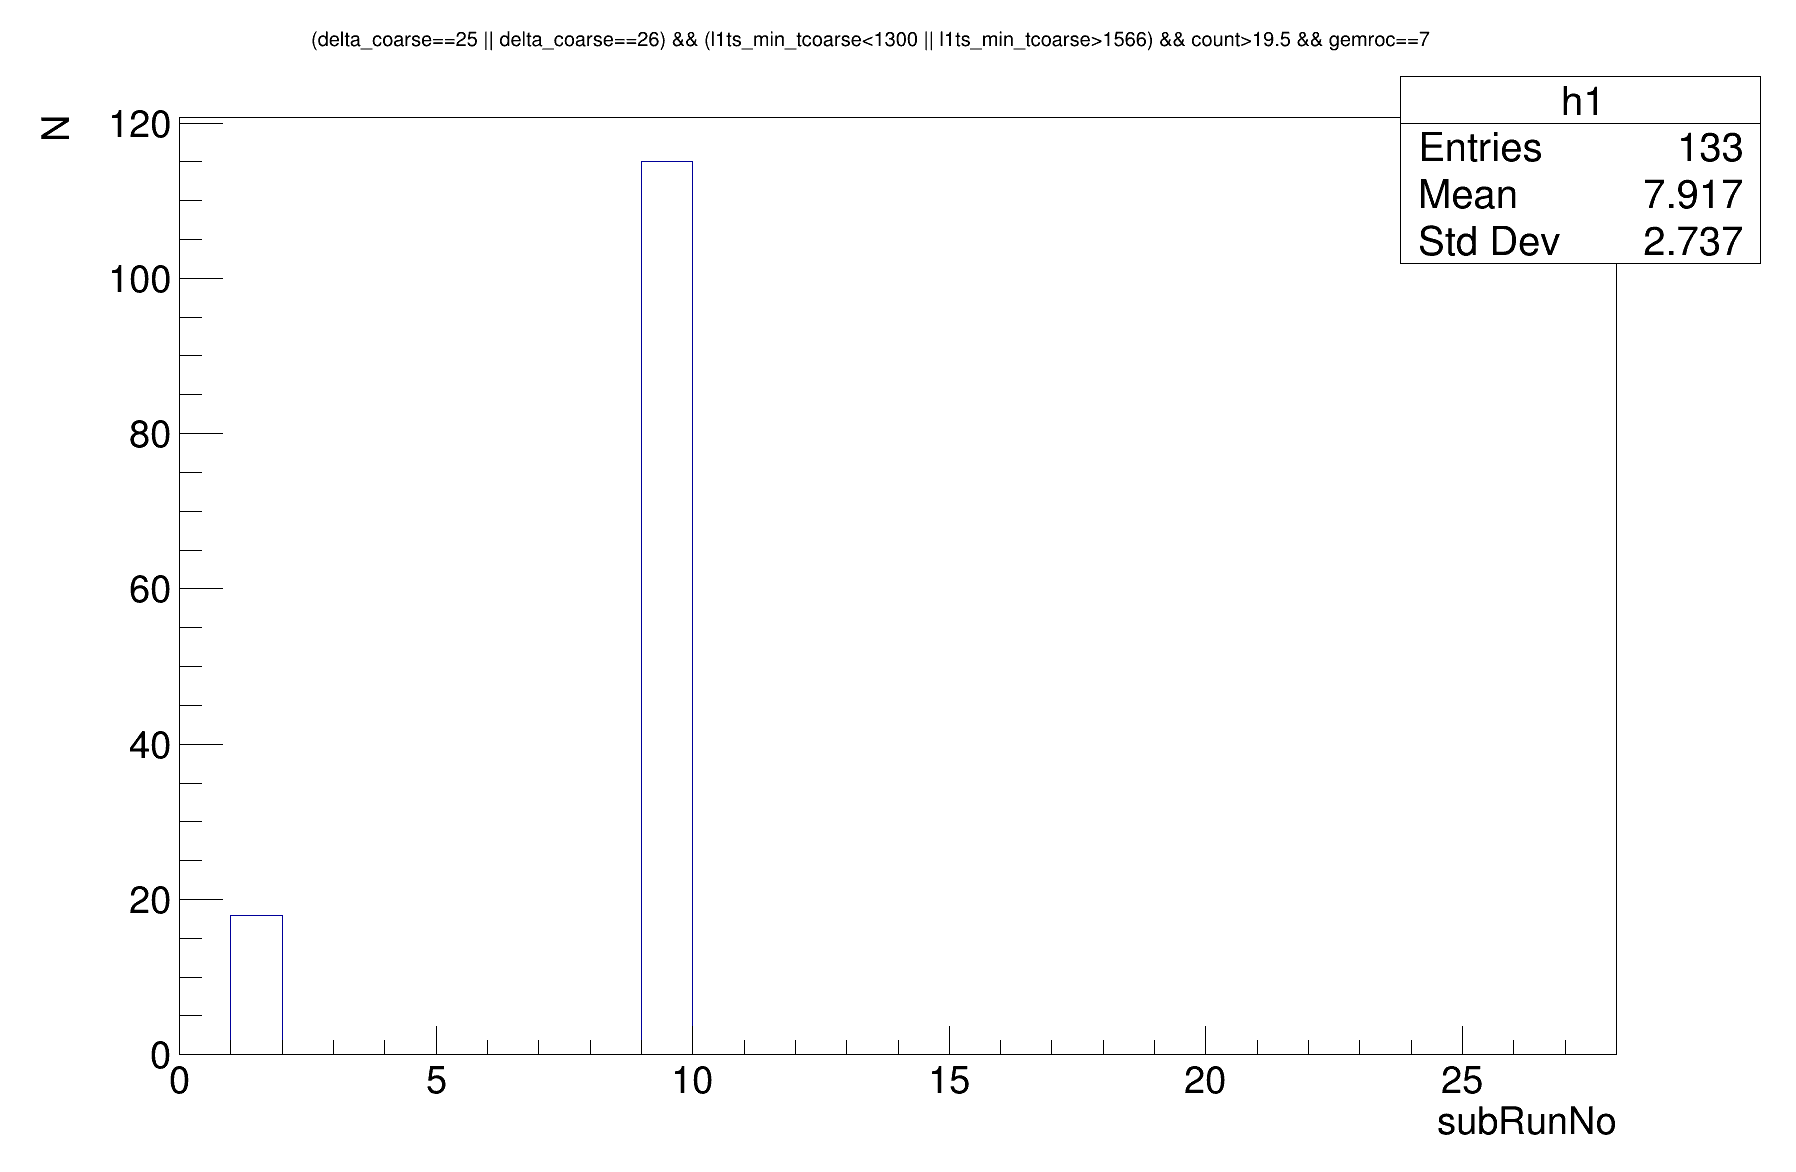 (delta_coarse==25 || delta_coarse==26) && (l1ts_min_tcoarse<1300 || l1ts_min_tcoarse>1566) && count>19.5 && gemroc==7
h1
Entries 133
Mean 7.917
Std Dev 2.737
N
120
100
80
60
40
20
0
0 5 10 15 20 25
subRunNo